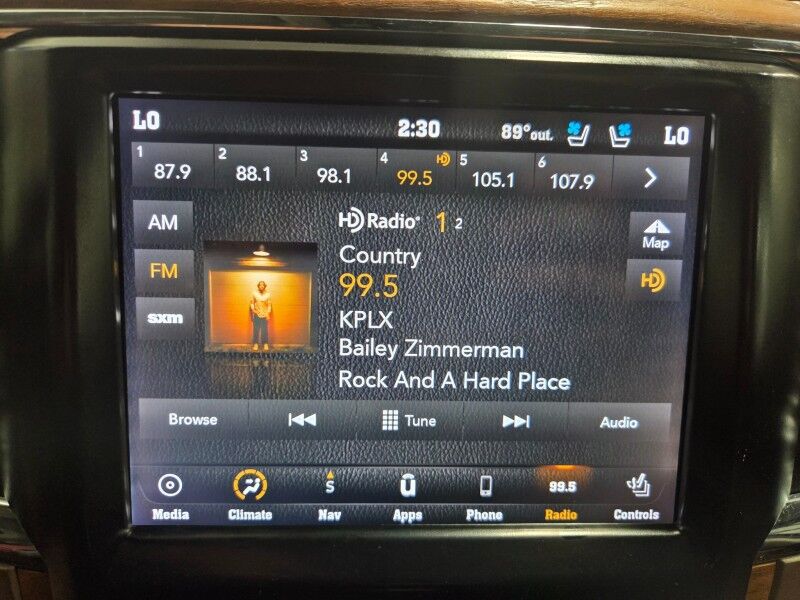 LO 2:30 89° out. LO
1 2 3 4 HD 5 6
87.9 88.1 98.1 99.5 105.1 107.9
AM HD Radio® 1 2 Map
Country
FM 99.5 HD
sxm KPLX
Bailey Zimmerman
Rock And A Hard Place
Browse Tune Audio
S 99.5
Media Climate Nav Apps Phone Radio Controls